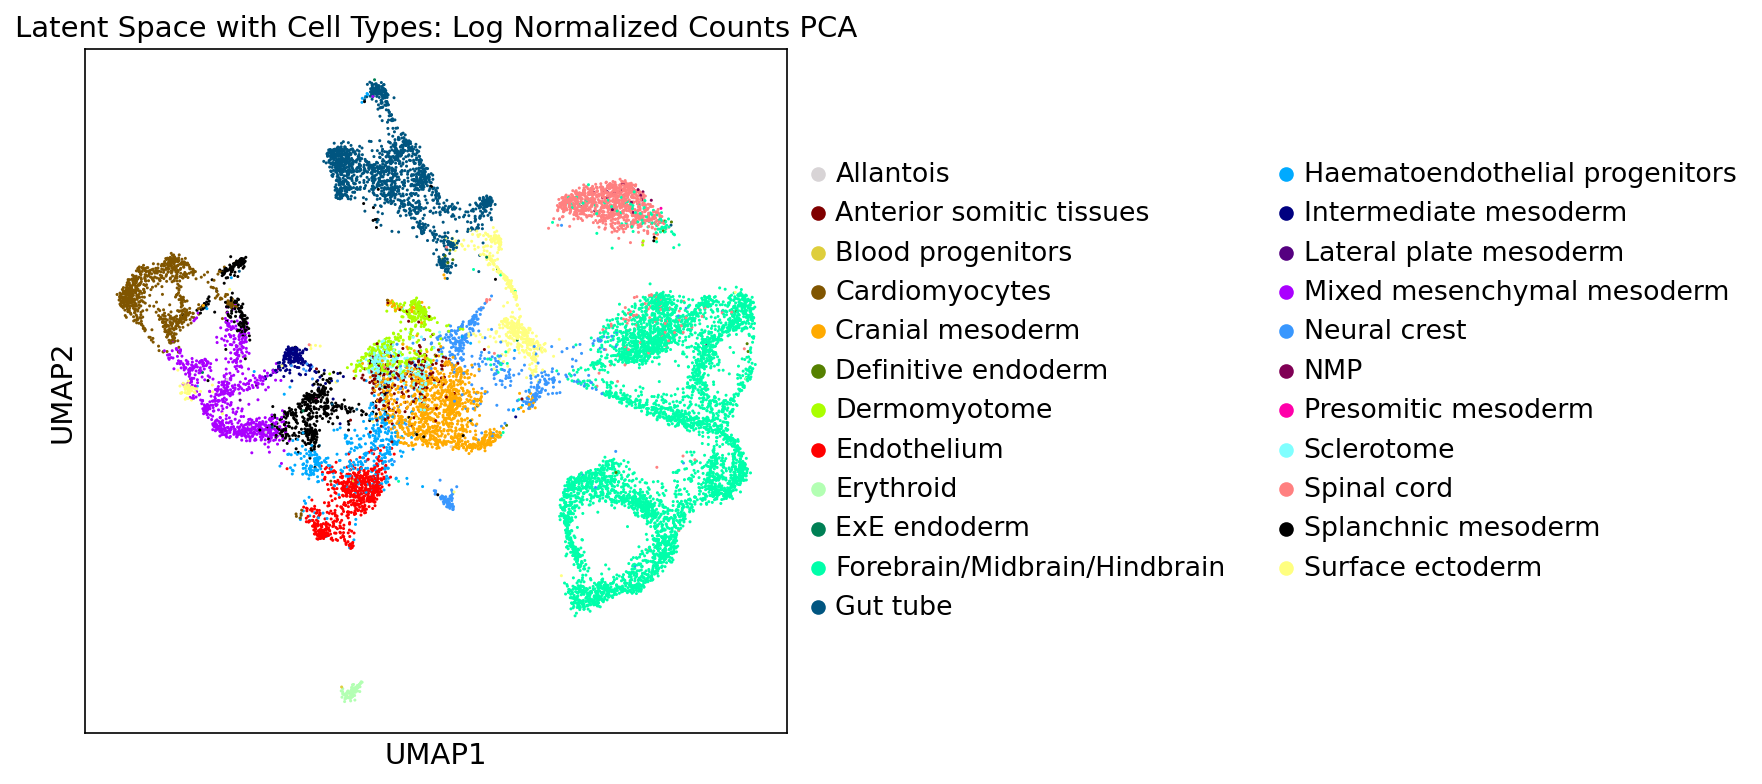 Latent Space with Cell Types: Log Normalized Counts PCA
UMAP2
UMAP1
Allantois
Anterior somitic tissues
Blood progenitors
Cardiomyocytes
Cranial mesoderm
Definitive endoderm
Dermomyotome
Endothelium
Erythroid
ExE endoderm
Forebrain/Midbrain/Hindbrain
Gut tube
Haematoendothelial progenitors
Intermediate mesoderm
Lateral plate mesoderm
Mixed mesenchymal mesoderm
Neural crest
NMP
Presomitic mesoderm
Sclerotome
Spinal cord
Splanchnic mesoderm
Surface ectoderm